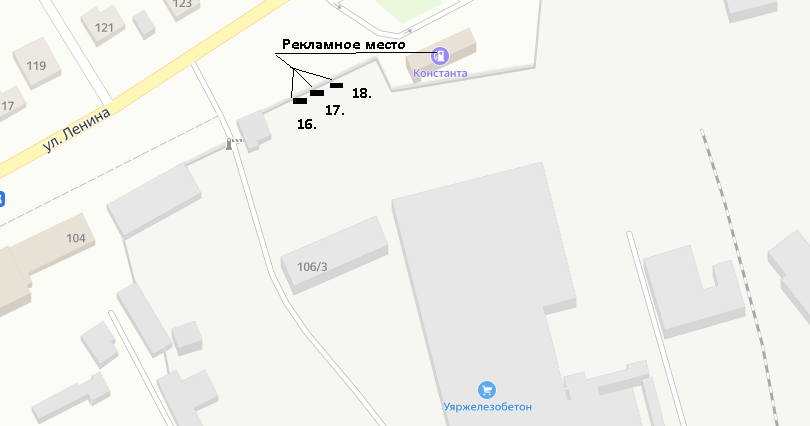 123
121
Рекламное место
119
Константа
18.
17
17.
ул. Ленина
16.
104
106/3
Уяржелезобетон